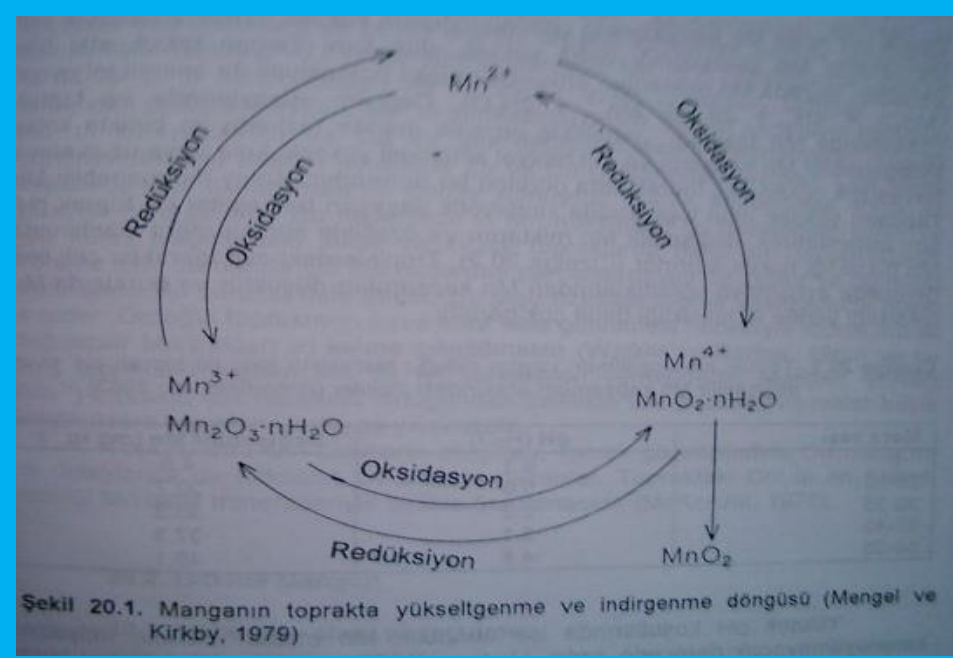 Mn²⁺
Redüksiyon
Oksidasyon
Redüksiyon
Oksidasyon
Mn³⁺
Mn₂O₃·nH₂O
Mn⁴⁺
MnO₂·nH₂O
Oksidasyon
Redüksiyon
MnO₂
Şekil 20.1. Manganın toprakta yükseltgenme ve indirgenme döngüsü (Mengel ve
Kirkby, 1979)